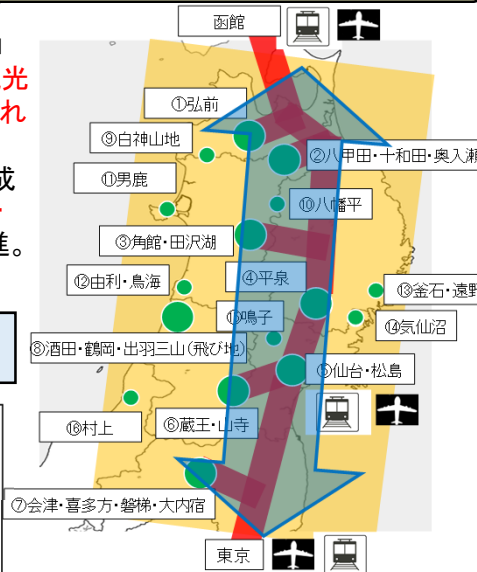 函館
光
①弘前
れ
⑨白神山地
②八甲田・十和田・奥入瀬
成
⑪男鹿
⑩八幡平
進。
③角館・田沢湖
④平泉
⑫由利・鳥海
⑬釜石・遠野
鳴子
⑭気仙沼
⑧酒田・鶴岡・出羽三山(飛び地)
⑤仙台・松島
⑥蔵王・山寺
⑯村上
⑦会津・喜多方・磐梯・大内宿
東京